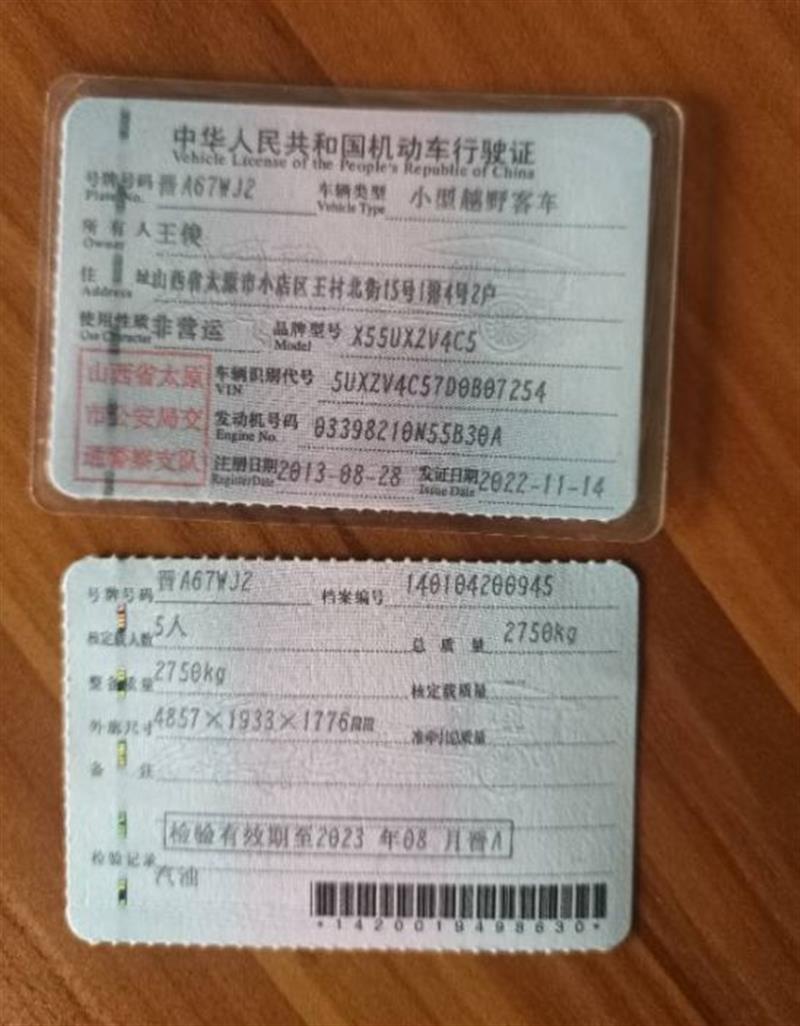 中华人民共和国机动车行驶证
Vehicle License of the People's Republic of China
号牌号码 晋A67WJ2 车辆类型 小型越野客车
Plate No. Vehicle Type
所有人 王俊
Owner
住址 山西省太原市小店区王村北街15号1第4号2户
Address
使用性质 非营运 品牌型号 X55UXZV4C5
Use Character Model
山西省太原 车辆识别代号 5UXZV4C57D0B07254
VIN
市公安局交 发动机号码 03398210N55B30A
Engine No.
通警察支队 注册日期 2013-08-28 发证日期 2022-11-14
Register Date Issue Date
号牌号码 晋A67WJ2 档案编号 140104200945
核定载人数 5人 总质量 2750kg
整备质量 2750kg 核定载质量 --
外廓尺寸 4857×1933×1776mm 准牵引总质量 --
备注
检验有效期至2023 年08 月晋A
检验记录
汽油
*1420019498630*